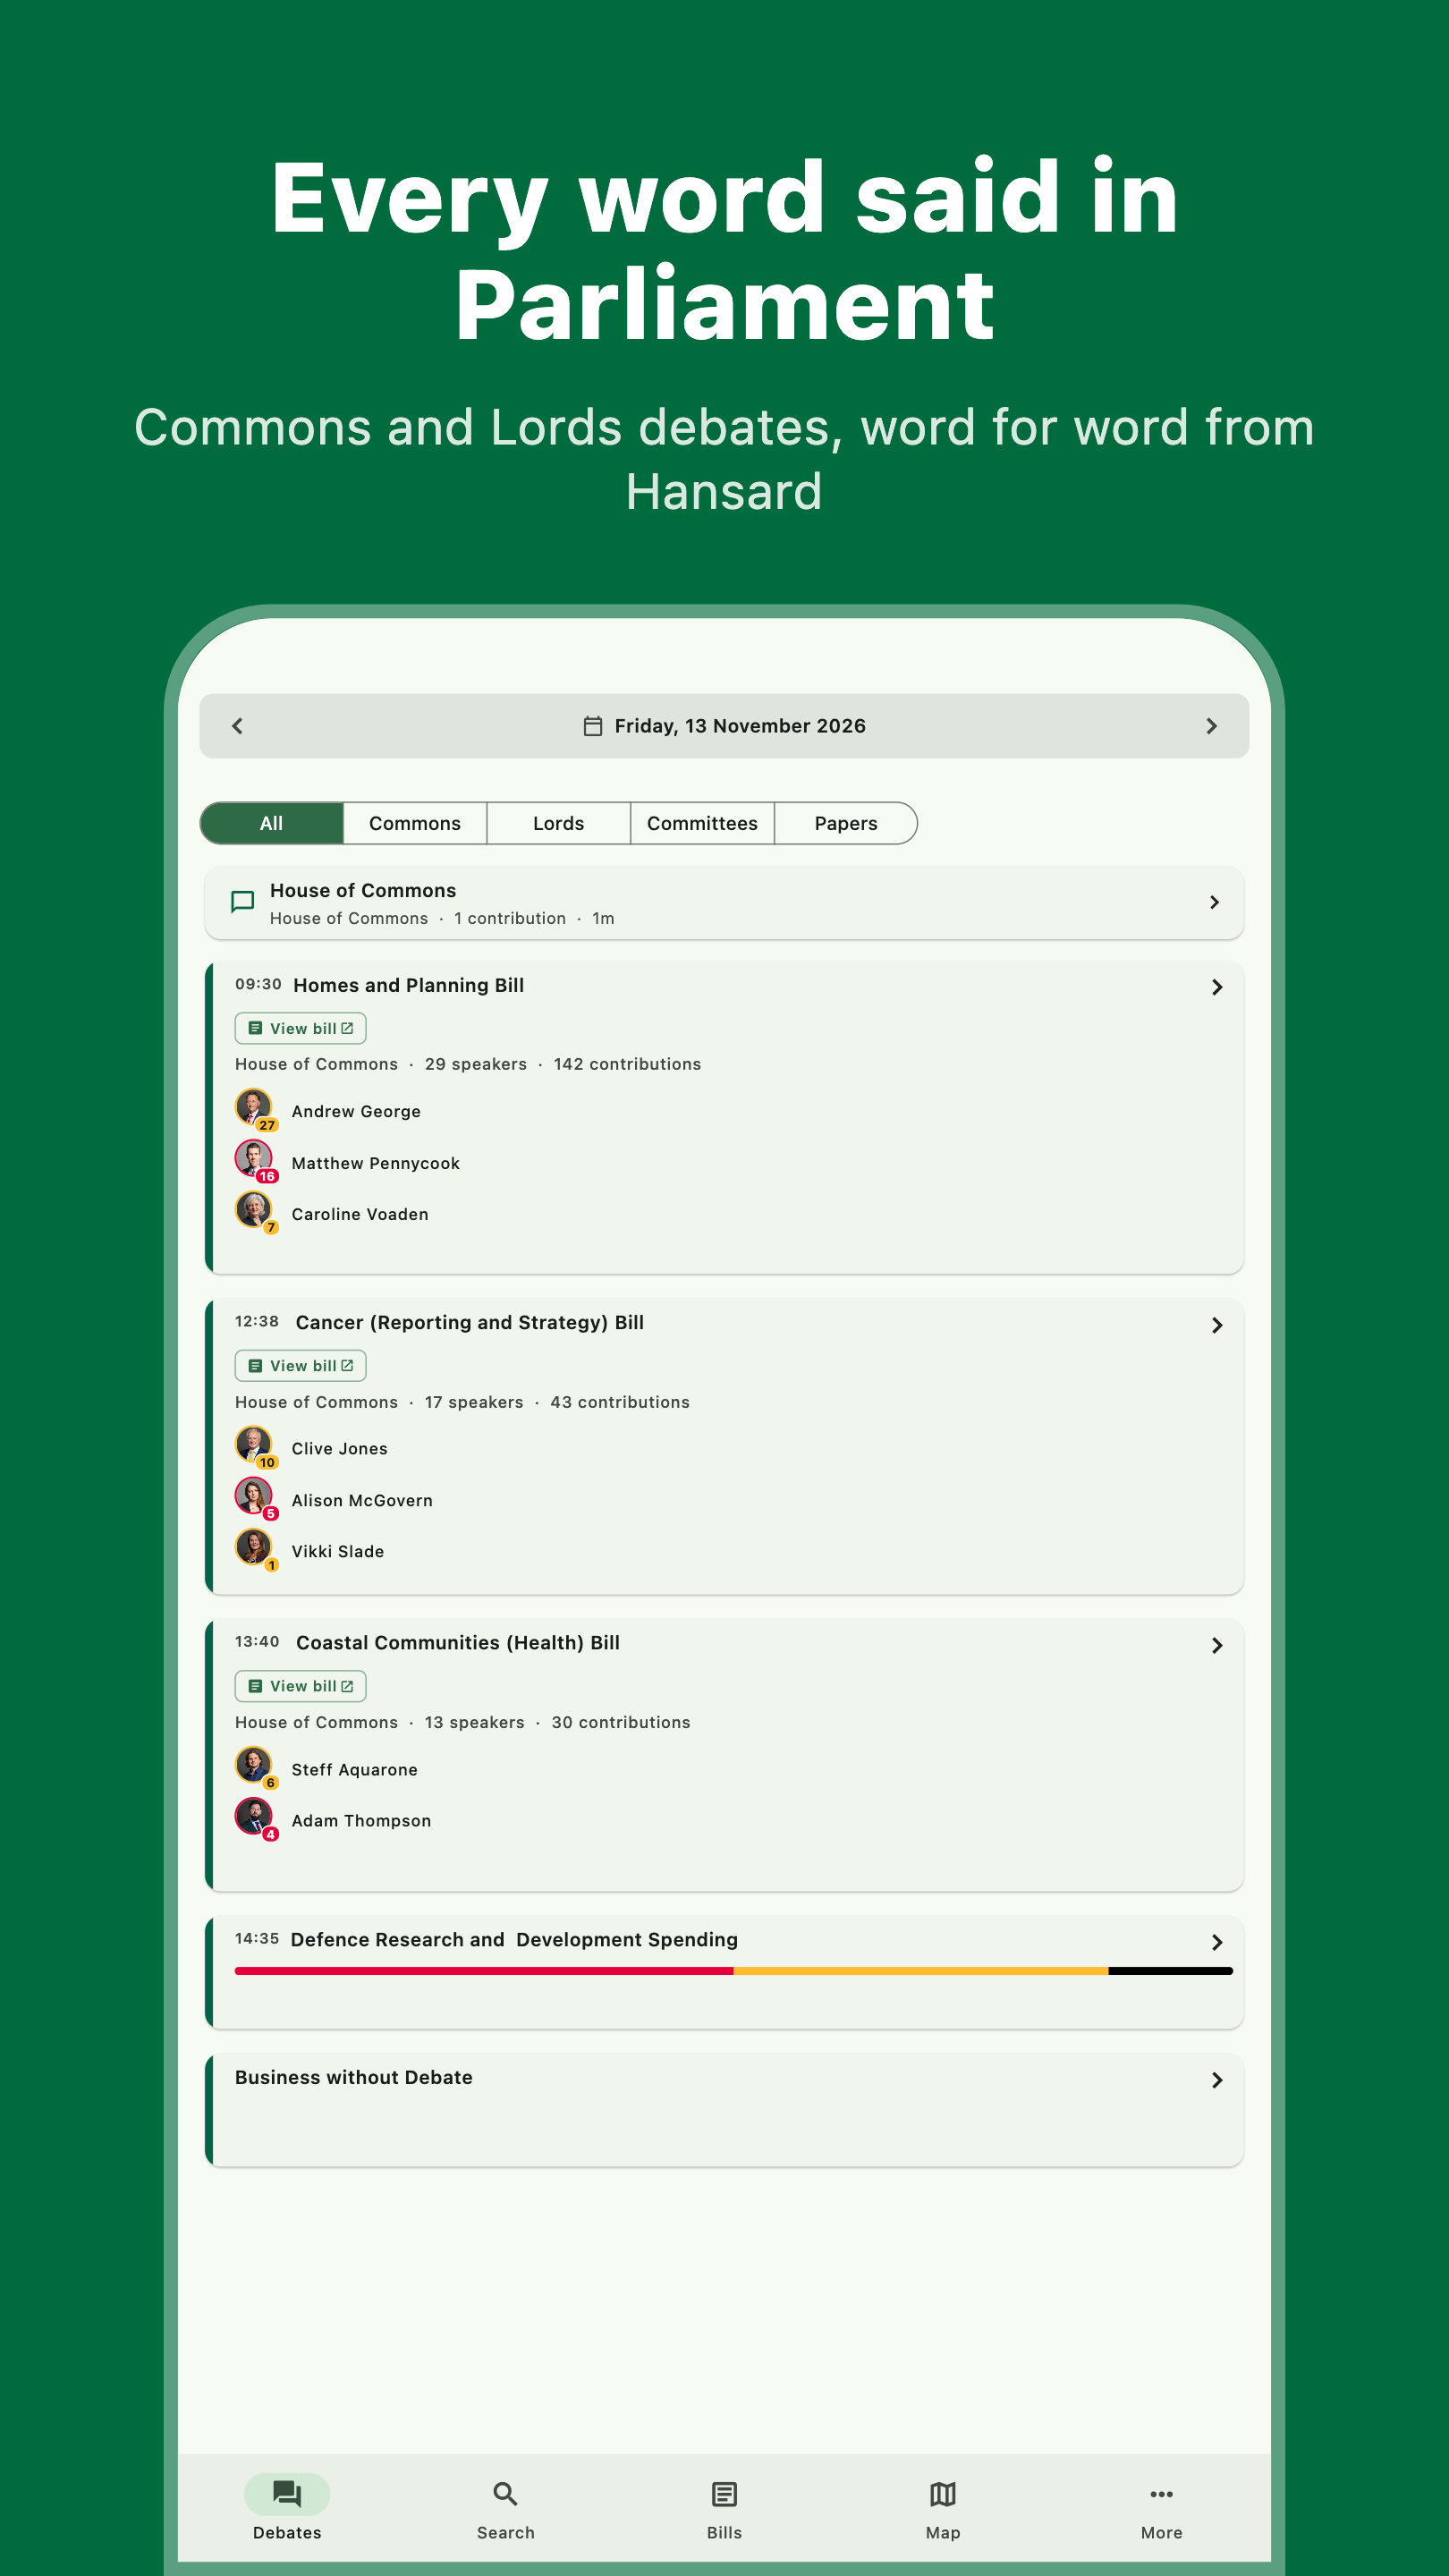 Every word said in
Parliament
Commons and Lords debates, word for word from
Hansard
Friday, 13 November 2026
All
Commons
Lords
Committees
Papers
House of Commons
House of Commons · 1 contribution · 1m
09:30 Homes and Planning Bill
View bill
House of Commons · 29 speakers · 142 contributions
27
Andrew George
16
Matthew Pennycook
7
Caroline Voaden
12:38 Cancer (Reporting and Strategy) Bill
View bill
House of Commons · 17 speakers · 43 contributions
10
Clive Jones
5
Alison McGovern
1
Vikki Slade
13:40 Coastal Communities (Health) Bill
View bill
House of Commons · 13 speakers · 30 contributions
6
Steff Aquarone
4
Adam Thompson
14:35 Defence Research and Development Spending
Business without Debate
Debates
Search
Bills
Map
More